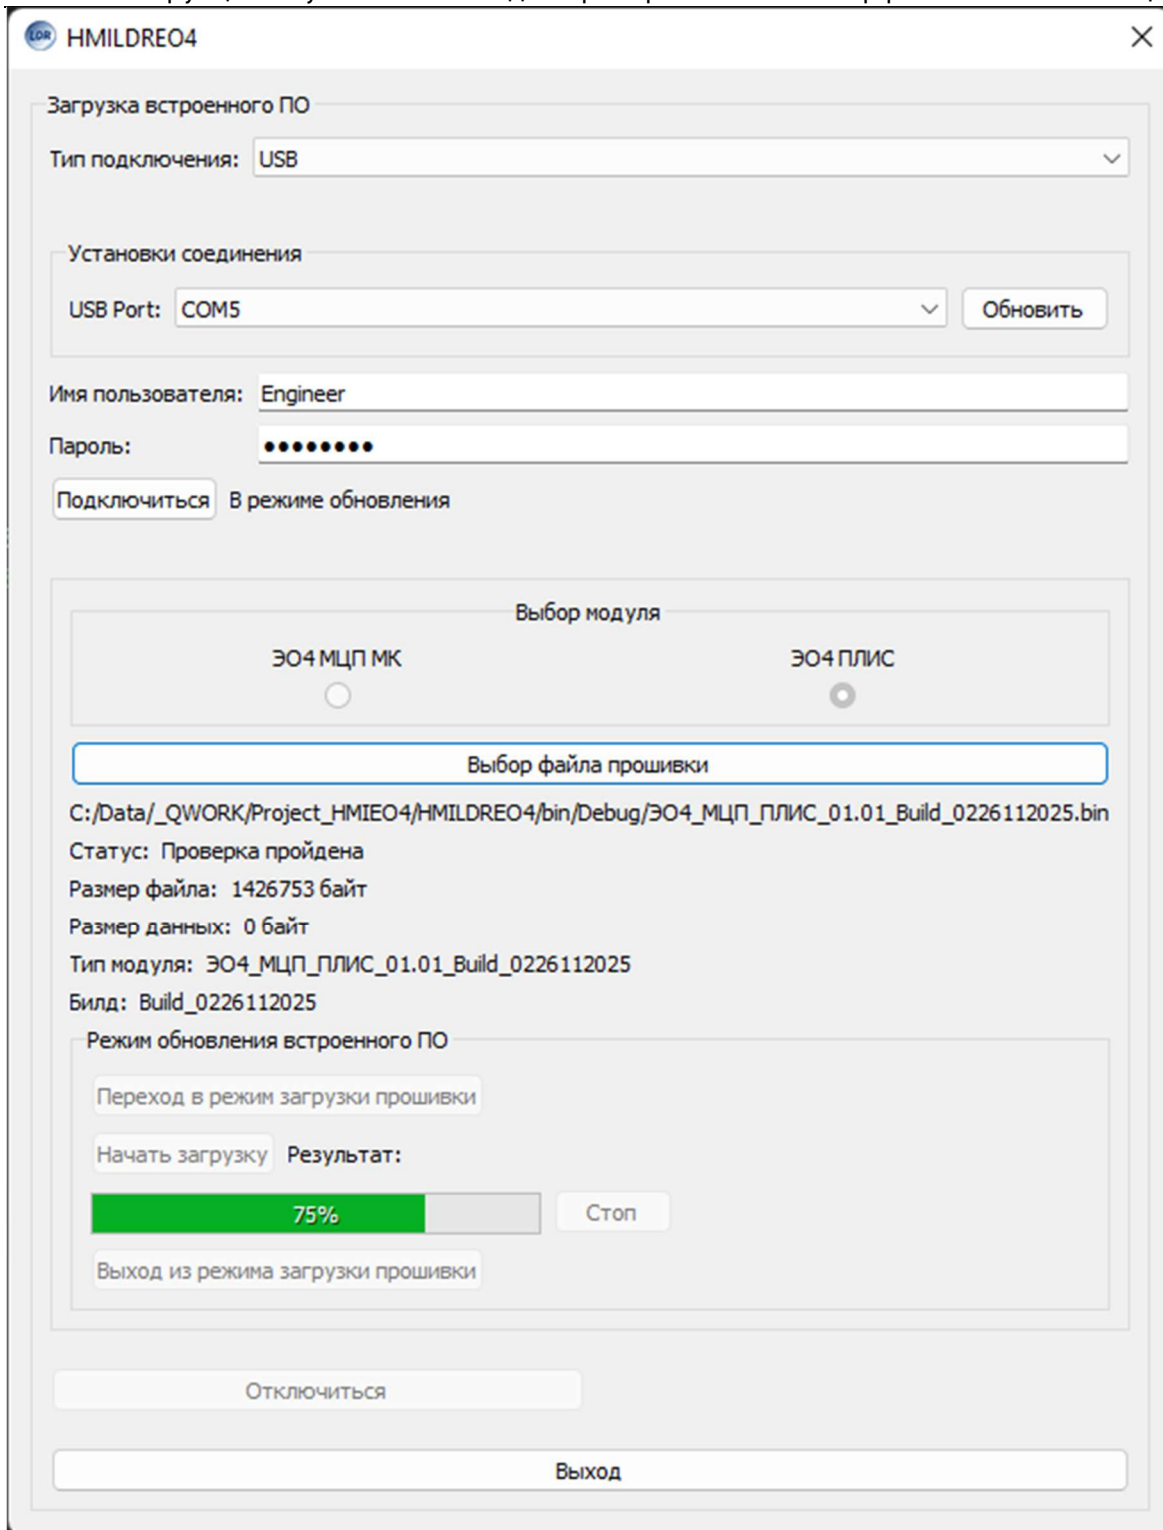 HMILDREO4
Загрузка встроенного ПО
Тип подключения: USB
Установки соединения
USB Port: COM5 Обновить
Имя пользователя: Engineer
Пароль: ••••••••
Подключиться В режиме обновления
Выбор модуля
ЭО4 МЦП МК ЭО4 ПЛИС
Выбор файла прошивки
C:/Data/_QWORK/Project_HMIEO4/HMILDREO4/bin/Debug/ЭО4_МЦП_ПЛИС_01.01_Build_0226112025.bin
Статус: Проверка пройдена
Размер файла: 1426753 байт
Размер данных: 0 байт
Тип модуля: ЭО4_МЦП_ПЛИС_01.01_Build_0226112025
Билд: Build_0226112025
Режим обновления встроенного ПО
Переход в режим загрузки прошивки
Начать загрузку Результат:
75% Стоп
Выход из режима загрузки прошивки
Отключиться
Выход